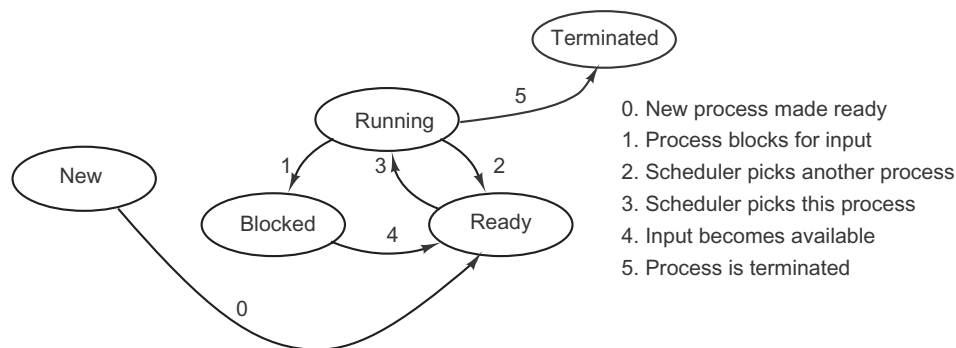 Terminated
5
Running
0. New process made ready
1. Process blocks for input
2. Scheduler picks another process
3. Scheduler picks this process
4. Input becomes available
5. Process is terminated
1
3
2
New
Blocked
4
Ready
0